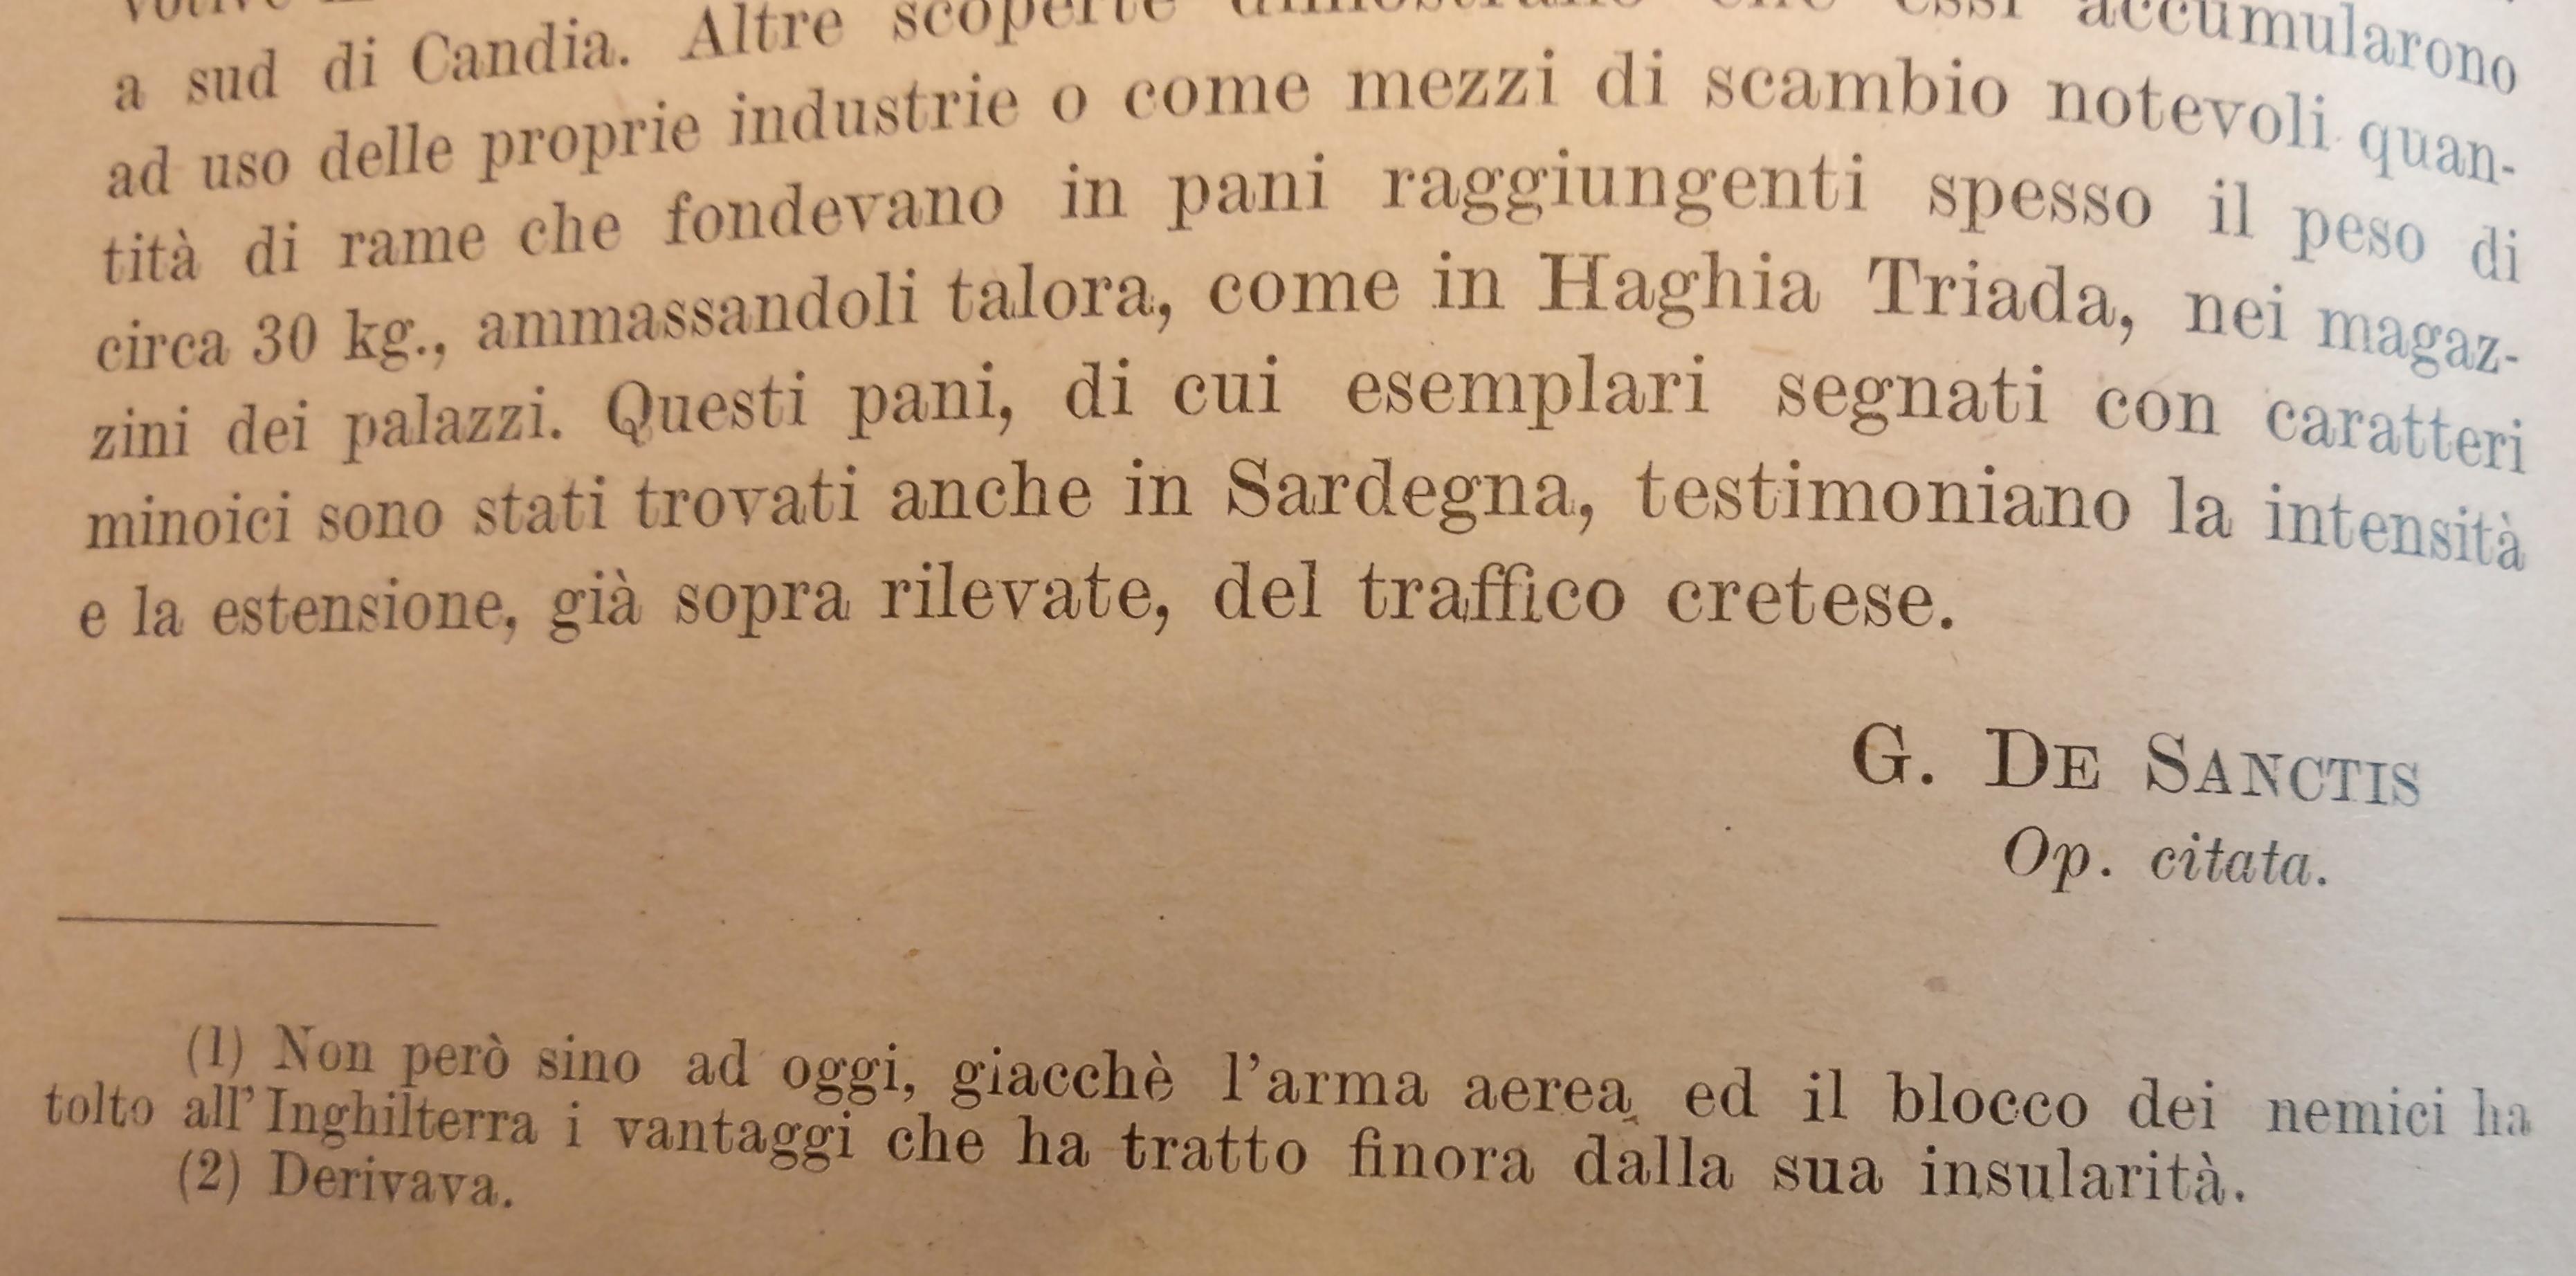 a sud di Candia. Altre scoperte dimostrano che essi accumularono
ad uso delle proprie industrie o come mezzi di scambio notevoli quan-
tità di rame che fondevano in pani raggiungenti spesso il peso di
circa 30 kg., ammassandoli talora, come in Haghia Triada, nei magaz-
zini dei palazzi. Questi pani, di cui esemplari segnati con caratteri
minoici sono stati trovati anche in Sardegna, testimoniano la intensità
e la estensione, già sopra rilevate, del traffico cretese.
G. DE SANCTIS
Op. citata.
(1) Non però sino ad oggi, giacchè l'arma aerea ed il blocco dei nemici ha
tolto all'Inghilterra i vantaggi che ha tratto finora dalla sua insularità.
(2) Derivava.